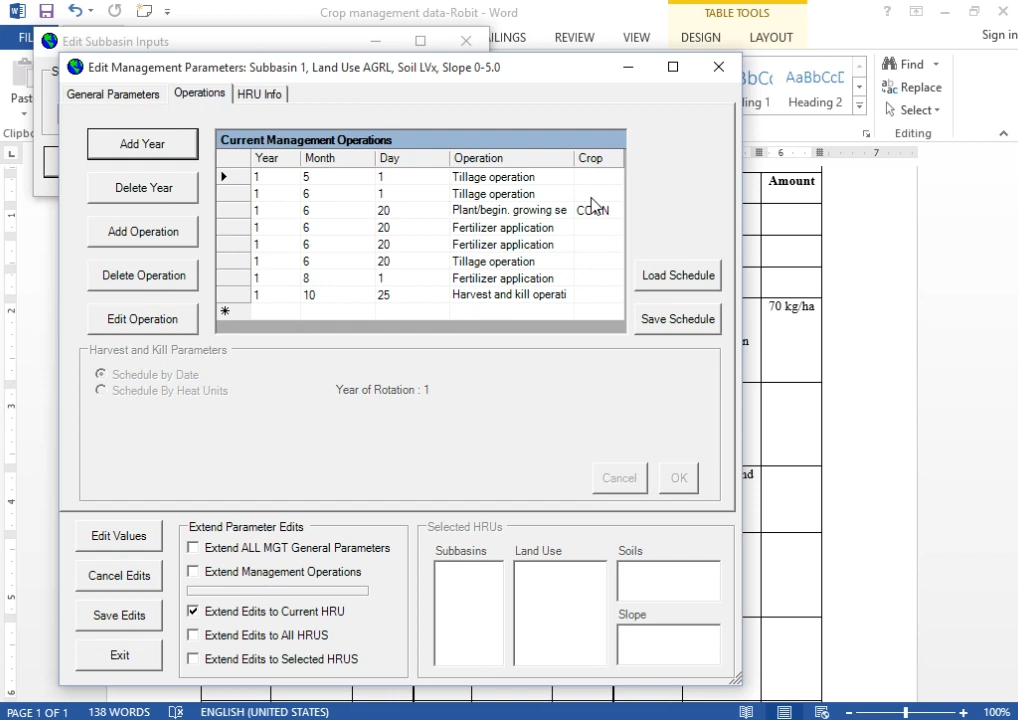 Crop management data-Robit - Word
TABLE TOOLS
Edit Subbasin Inputs
REVIEW VIEW DESIGN LAYOUT Sign in
Edit Management Parameters: Subbasin 1, Land Use AGRL, Soil LVx, Slope 0-5.0
General Parameters Operations HRU Info
Find
Replace
Select
Heading 2
AaBbCcD
Editing
Current Management Operations
Year Month Day Operation Crop
1 5 1 Tillage operation
1 6 1 Tillage operation
1 6 20 Plant/begin. growing se
1 6 20 Fertilizer application
1 6 20 Fertilizer application
1 6 20 Tillage operation
1 8 1 Fertilizer application
1 10 25 Harvest and kill operati
Add Year
Delete Year
Add Operation
Delete Operation
Edit Operation
Load Schedule
Save Schedule
Amount
70 kg/ha
Harvest and Kill Parameters
Schedule by Date
Schedule By Heat Units
Year of Rotation : 1
Cancel OK
Edit Values
Cancel Edits
Save Edits
Exit
Extend Parameter Edits
Extend ALL MGT General Parameters
Extend Management Operations
Extend Edits to Current HRU
Extend Edits to All HRUS
Extend Edits to Selected HRUS
Selected HRUs
Subbasins Land Use Soils
Slope
6 7
1
2
3
4
5
6
PAGE 1 OF 1 138 WORDS ENGLISH (UNITED STATES) 100%